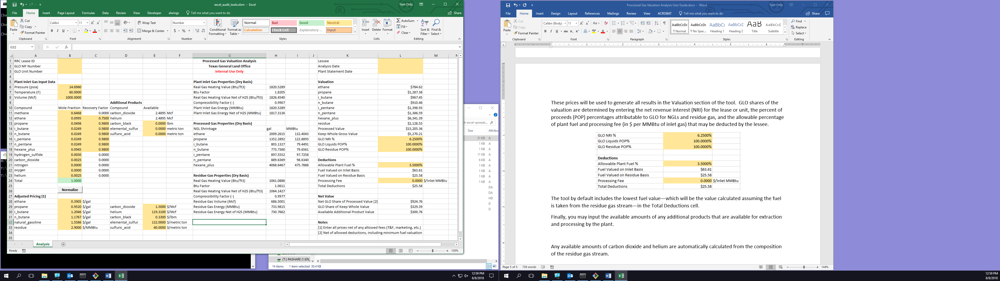 excel_audit_tools.xlsm - Excel
Tom Ortiz
File Home Insert Page Layout Formulas Data Review View Developer xlwings Tell me what you want to do Share
Paste
Cut
Copy
Format Painter
Calibri 11
Wrap Text
Merge & Center
Number
Conditional Formatting
Format as Table
Normal Bad Good Neutral
Calculation Check Cell Explanatory ... Input
Insert Delete Format
AutoSum
Fill
Clear
Sort & Filter
Find & Select
Clipboard Font Alignment Number Styles Cells Editing
G32
A B C D E F G H I J K L M N
1 RRC Lease ID Processed Gas Valuation Analysis Lessee
2 GLO MF Number Texas General Land Office Analysis Date
3 GLO Unit Number Internal Use Only Plant Statement Date
4
5 Plant Inlet Gas Input Data Plant Inlet Gas Properties (Dry Basis) Valuation
6 Pressure (psia) 14.6960 Real Gas Heating Value (Btu/ft3) 1820.5289 ethane $784.62
7 Temperature (F) 60.0000 Btu Factor 1.8205 propane $1,287.38
8 Volume (Mcf) 1000.0000 Real Gas Heating Value Net of H2S (Btu/ft3) 1826.4540 i_butane $967.45
9 Additional Products Compressibility Factor (-) 0.9907 n_butane $910.46
10 Compound Mole Fraction Recovery Factor Compound Available Plant Inlet Gas Energy (MMBtu) 1820.5289 i_pentane $1,398.93
11 methane 0.6468 0.0000 carbon_dioxide 2.4895 Mcf Plant Inlet Gas Energy Net of H2S (MMBtu) 1817.3136 n_pentane $1,386.59
12 ethane 0.0995 0.7500 helium 2.4895 Mcf hexane_plus $6,341.39
13 propane 0.0498 0.9800 carbon_black 0.0000 lbm Processed Gas Properties (Dry Basis) residue $2,128.55
14 i_butane 0.0249 0.9800 elemental_sulfur 0.0000 metric ton NGL Shrinkage gal MMBtu Processed Value $15,205.36
15 n_butane 0.0249 0.9800 sulfuric_acid 0.0000 metric ton ethane 2009.2615 132.4043 Keep Whole Gross Value $5,270.21
16 i_pentane 0.0249 0.9800 propane 1352.2892 122.8893 GLO NRI % 6.2500%
17 n_pentane 0.0249 0.9800 i_butane 803.1327 79.4491 GLO Liquids POP% 100.0000%
18 hexane_plus 0.0945 0.9800 n_butane 773.7360 79.6561 GLO Residue POP% 100.0000%
19 hydrogen_sulfide 0.0050 0.0000 i_pentane 897.5552 97.7258
20 carbon_dioxide 0.0025 0.0000 n_pentane 889.6369 98.6340 Deductions
21 nitrogen 0.0000 0.0000 hexane_plus 4068.6467 475.7888 Allowable Plant Fuel % 3.5000%
22 oxygen 0.0000 0.0000 Fuel Valued on Inlet Basis $63.61
23 helium 0.0025 0.0000 Residue Gas Properties (Dry Basis) Fuel Valued on Residue Basis $25.58
24 Total 1.0000 Real Gas Heating Value (Btu/ft3) 1061.0886 Processing Fee 0.0000 $/Inlet MMBtu
25 Btu Factor 1.0611 Total Deductions $25.58
26 Normalize Real Gas Heating Value Net of H2S (Btu/ft3) 1064.1427
27 Adjusted Pricing [1] Compressibility Factor (-) 0.9977 Net Value
28 ethane 0.3905 $/gal Residue Gas Volume (Mcf) 686.5001 Net GLO Share of Processed Value [2] $924.76
29 propane 0.9520 $/gal carbon_dioxide 1.5000 $/Mcf Residue Gas Energy (MMBtu) 733.9815 GLO Share of Keep Whole Value $329.39
30 i_butane 1.2046 $/gal helium 119.3100 $/Mcf Residue Gas Energy Net of H2S (MMBtu) 730.7662 Available Additional Product Value $300.76
31 n_butane 1.1767 $/gal carbon_black 0.3300 $/lbm
32 natural_gasoline 1.5586 $/gal elemental_sulfur 132.0000 $/metric ton Notes
33 residue 2.9000 $/MMBtu sulfuric_acid 40.0000 $/metric ton [1] Enter all prices net of any allowed fees (T&F, marketing, etc.)
34 [2] Net of allowed deductions, including minimum fuel valuation
35
Analysis
Ready 100%
it-excel-spreads...
Size Attribu
31 KB A
1 KB A
1 KB A
11 KB A
6 KB A
1 KB A
1 KB A
1 KB A
1 KB A
DA
DA
HD
D
D
(T:) PASHARE (\\EN_
14 items 1 item selected 30.4 KB
12:59 PM
8/8/2018
Processed Gas Valuation Analysis User Guide.docx - Word
Tom Ortiz
File Home Insert Design Layout References Mailings Review View ACROBAT Tell me what you want to do Share
Paste
Cut
Copy
Format Painter
Calibri (Body) 11
AaBbCcDc AaBbCcDc AaBbCc AaBbCcE AaB AaBbCcC
¶ Normal ¶ No Spac... Heading 1 Heading 2 Title Subtitle
Find
Replace
Select
Clipboard Font Paragraph Styles Editing
These prices will be used to generate all results in the Valuation section of the tool. GLO shares of the
valuation are determined by entering the net revenue interest (NRI) for the lease or unit, the percent of
proceeds (POP) percentages attributable to GLO for NGLs and residue gas, and the allowable percentage
of plant fuel and processing fee (in $ per MMBtu of inlet gas) that may be deducted by the lessee.
GLO NRI % 6.2500%
GLO Liquids POP% 100.0000%
GLO Residue POP% 100.0000%
Deductions
Allowable Plant Fuel % 3.5000%
Fuel Valued on Inlet Basis $63.61
Fuel Valued on Residue Basis $25.58
Processing Fee 0.0000 $/Inlet MMBtu
Total Deductions $25.58
The tool by default includes the lowest fuel value—which will be the value calculated assuming the fuel
is taken from the residue gas stream—in the Total Deductions cell.
Finally, you may input the available amounts of any additional products that are available for extraction
and processing by the plant.
Any available amounts of carbon dioxide and helium are automatically calculated from the composition
of the residue gas stream.
Page 5 of 5 758 words 144%
12:59 PM
8/8/2018